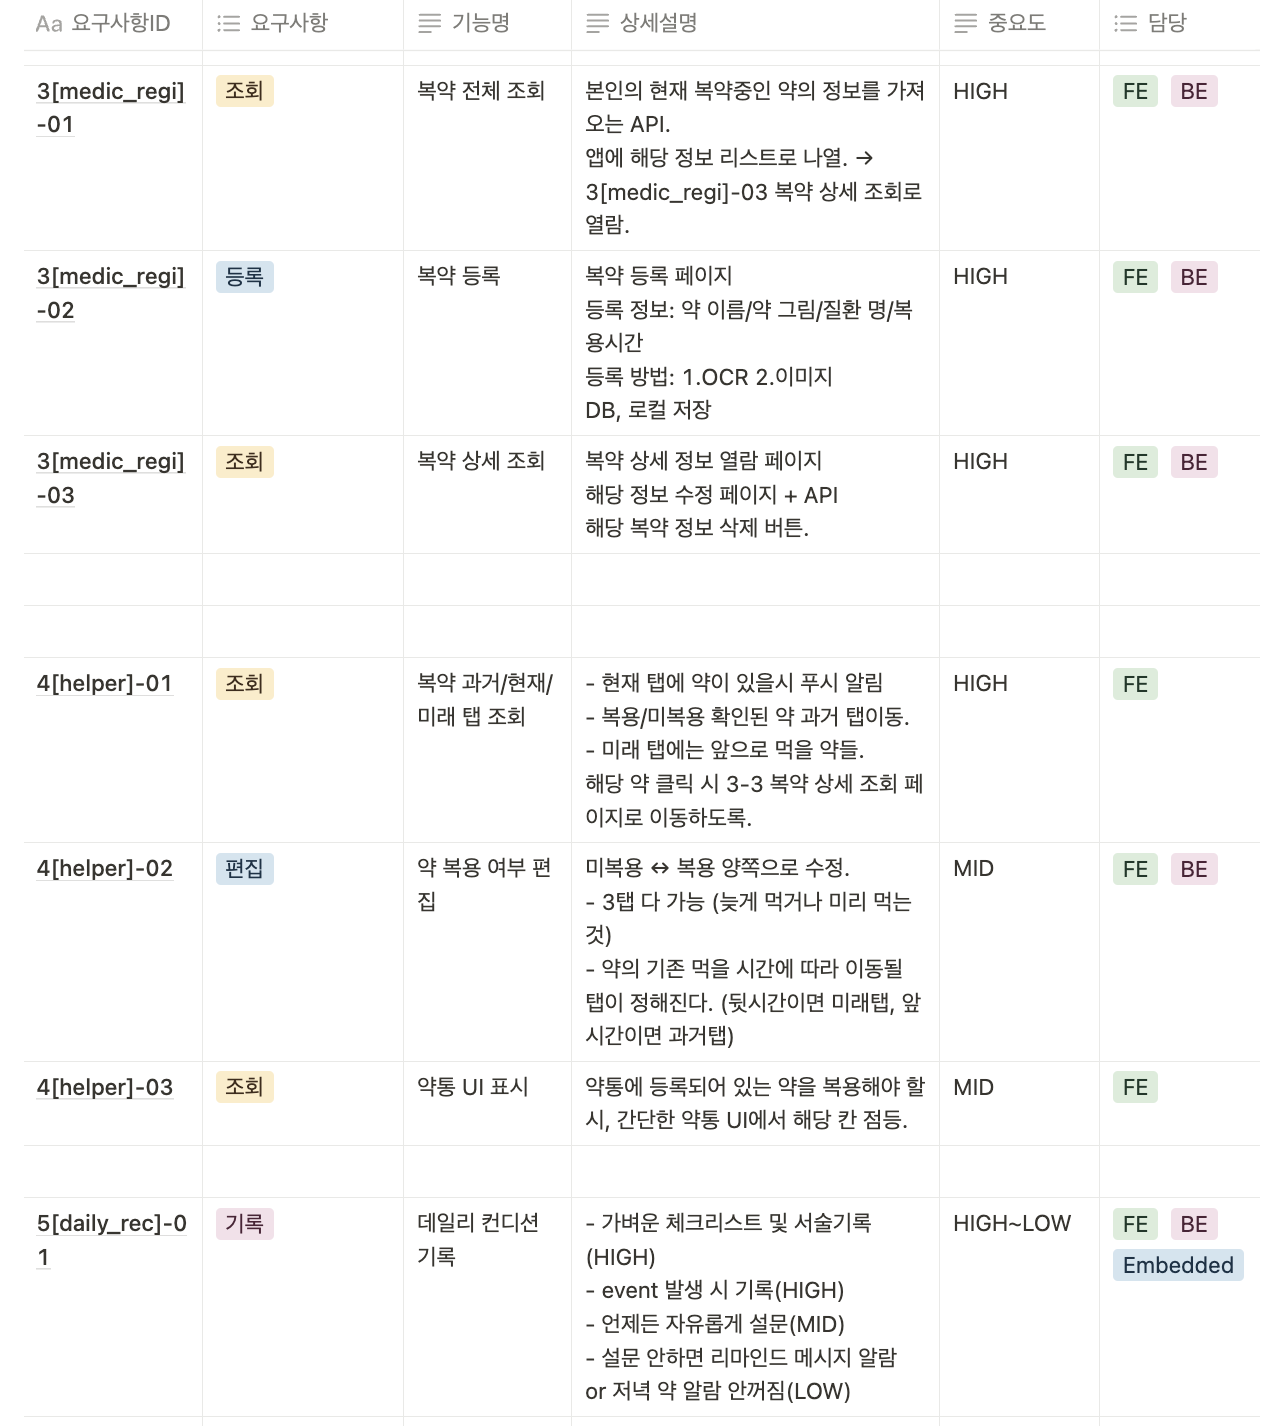 Aa 요구사항ID 요구사항 기능명 상세설명 중요도 담당
3[medic_regi]
-01
조회
복약 전체 조회
본인의 현재 복약중인 약의 정보를 가져
오는 API.
앱에 해당 정보 리스트로 나열. →
3[medic_regi]-03 복약 상세 조회로
열람.
HIGH
FE BE
3[medic_regi]
-02
등록
복약 등록
복약 등록 페이지
등록 정보: 약 이름/약 그림/질환 명/복
용시간
등록 방법: 1.OCR 2.이미지
DB, 로컬 저장
HIGH
FE BE
3[medic_regi]
-03
조회
복약 상세 조회
복약 상세 정보 열람 페이지
해당 정보 수정 페이지 + API
해당 복약 정보 삭제 버튼.
HIGH
FE BE
4[helper]-01
조회
복약 과거/현재/
미래 탭 조회
- 현재 탭에 약이 있을시 푸시 알림
- 복용/미복용 확인된 약 과거 탭이동.
- 미래 탭에는 앞으로 먹을 약들.
해당 약 클릭 시 3-3 복약 상세 조회 페
이지로 이동하도록.
HIGH
FE
4[helper]-02
편집
약 복용 여부 편
집
미복용 ↔ 복용 양쪽으로 수정.
- 3탭 다 가능 (늦게 먹거나 미리 먹는
것)
- 약의 기존 먹을 시간에 따라 이동될
탭이 정해진다. (뒷시간이면 미래탭, 앞
시간이면 과거탭)
MID
FE BE
4[helper]-03
조회
약통 UI 표시
약통에 등록되어 있는 약을 복용해야 할
시, 간단한 약통 UI에서 해당 칸 점등.
MID
FE
5[daily_rec]-0
1
기록
데일리 컨디션
기록
- 가벼운 체크리스트 및 서술기록
(HIGH)
- event 발생 시 기록(HIGH)
- 언제든 자유롭게 설문(MID)
- 설문 안하면 리마인드 메시지 알람
or 저녁 약 알람 안꺼짐(LOW)
HIGH~LOW
FE BE
Embedded